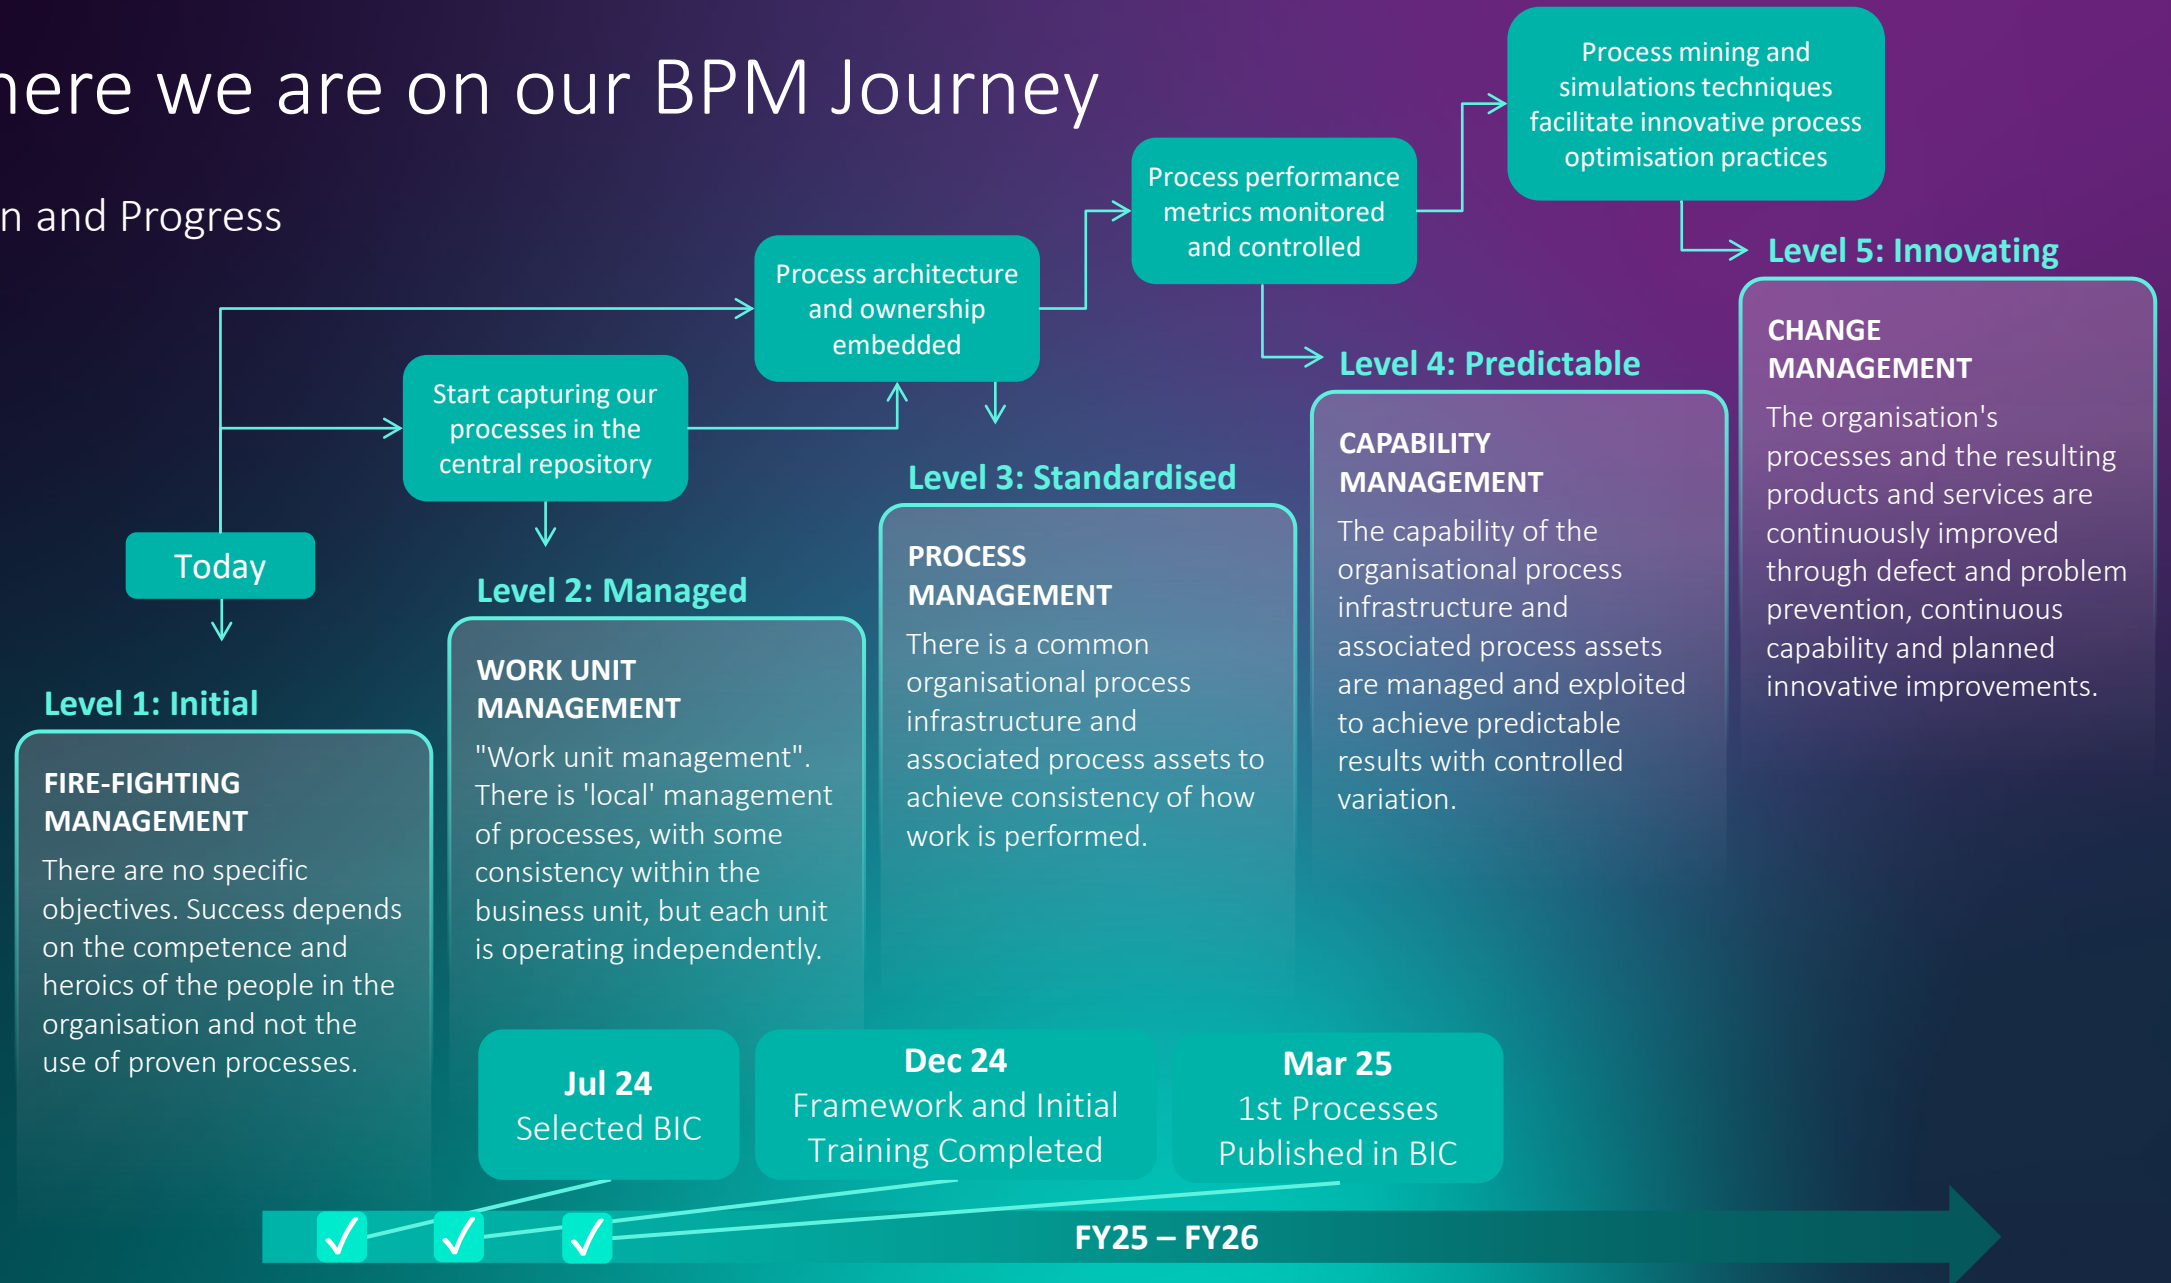 here we are on our BPM Journey
n and Progress
Process mining and
simulations techniques
facilitate innovative process
optimisation practices
Process performance
metrics monitored
and controlled
Process architecture
and ownership
embedded
Start capturing our
processes in the
central repository
Today
Level 1: Initial
FIRE-FIGHTING
MANAGEMENT
There are no specific
objectives. Success depends
on the competence and
heroics of the people in the
organisation and not the
use of proven processes.
Level 2: Managed
WORK UNIT
MANAGEMENT
"Work unit management".
There is 'local' management
of processes, with some
consistency within the
business unit, but each unit
is operating independently.
Level 3: Standardised
PROCESS
MANAGEMENT
There is a common
organisational process
infrastructure and
associated process assets to
achieve consistency of how
work is performed.
Level 4: Predictable
CAPABILITY
MANAGEMENT
The capability of the
organisational process
infrastructure and
associated process assets
are managed and exploited
to achieve predictable
results with controlled
variation.
Level 5: Innovating
CHANGE
MANAGEMENT
The organisation's
processes and the resulting
products and services are
continuously improved
through defect and problem
prevention, continuous
capability and planned
innovative improvements.
Jul 24
Selected BIC
Dec 24
Framework and Initial
Training Completed
Mar 25
1st Processes
Published in BIC
FY25 – FY26